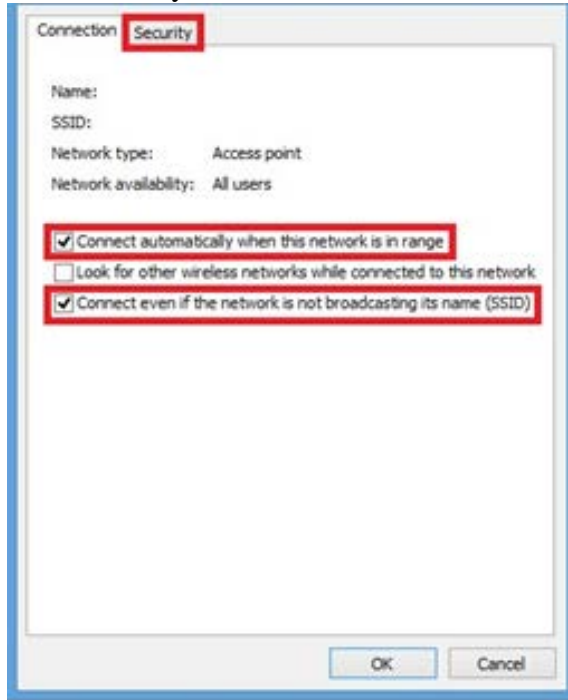 Connection Security
Name:
SSID:
Network type: Access point
Network availability: All users
Connect automatically when this network is in range
Look for other wireless networks while connected to this network
Connect even if the network is not broadcasting its name (SSID)
OK Cancel